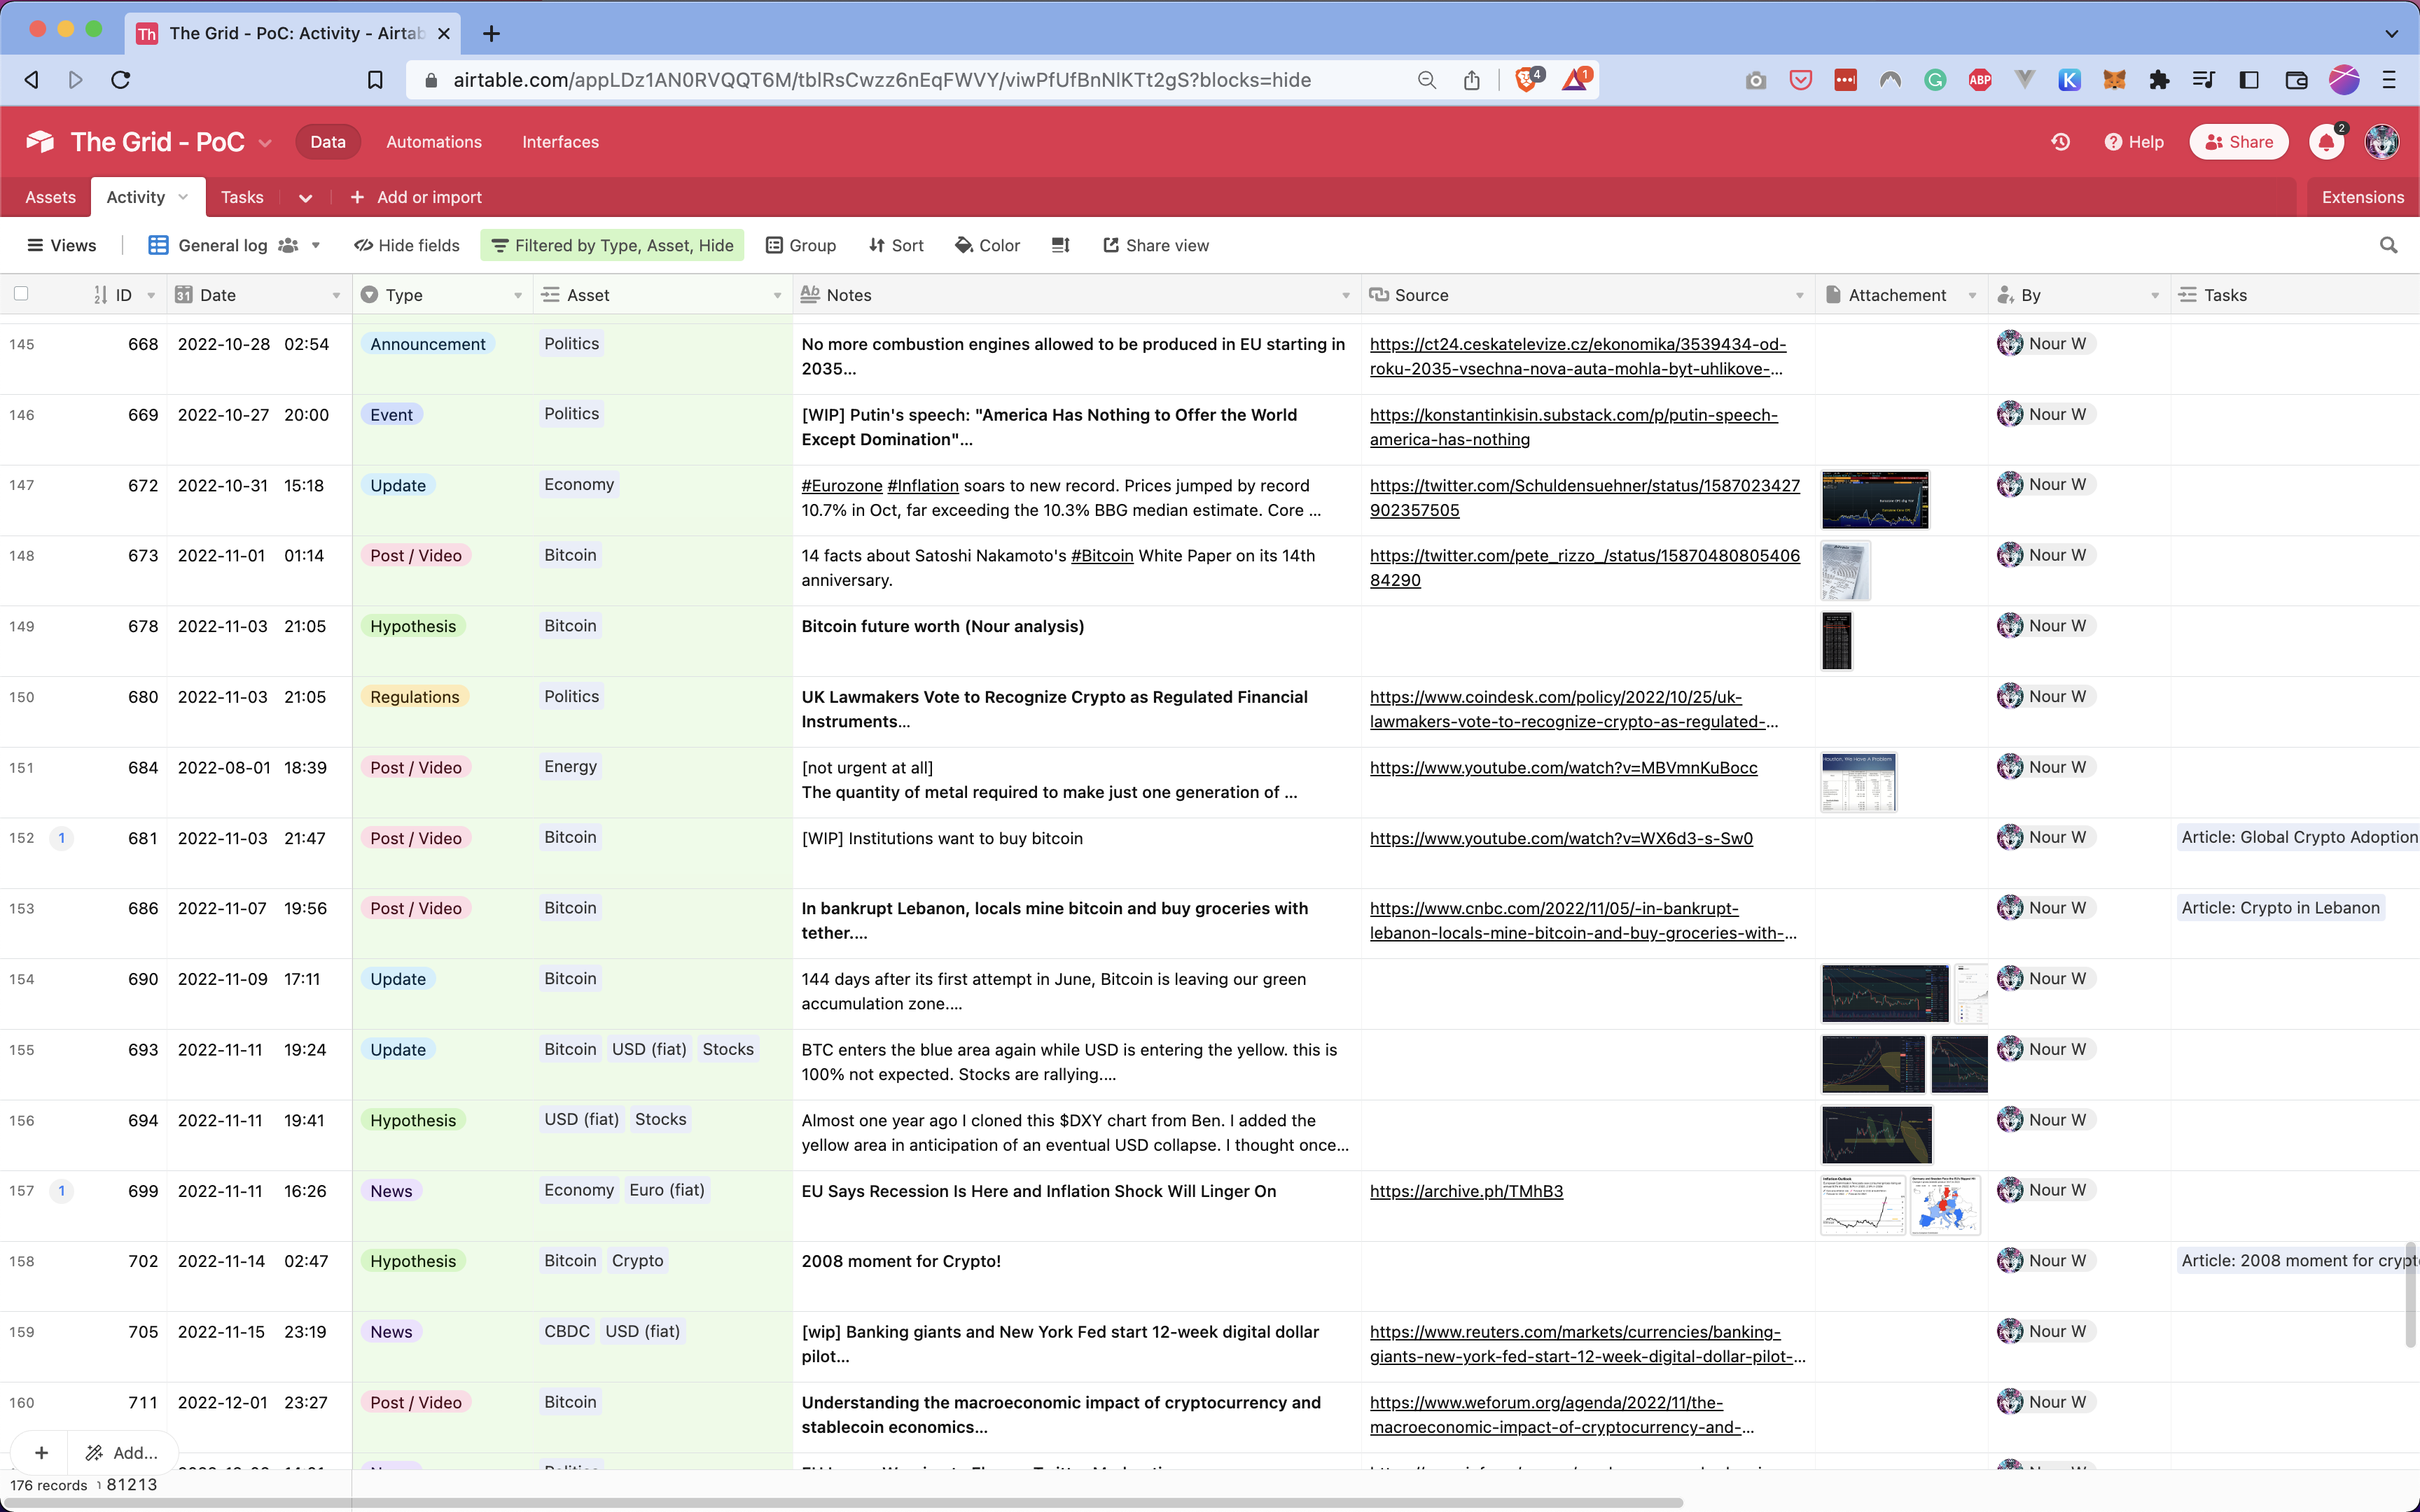 The Grid - PoC: Activity - Airtab
airtable.com/appLDz1AN0RVQQT6M/tblRsCwzz6nEqFWVY/viwPfUfBnNlKTt2gS?blocks=hide
4
1
ABP
K
The Grid - PoC
Data
Automations
Interfaces
Help
Share
2
Assets
Activity
Tasks
Add or import
Extensions
Views
General log
Hide fields
Filtered by Type, Asset, Hide
Group
Sort
Color
Share view
ID
Date
Type
Asset
Notes
Source
Attachement
By
Tasks
145 668 2022-10-28 02:54 Announcement Politics No more combustion engines allowed to be produced in EU starting in https://ct24.ceskatelevize.cz/ekonomika/3539434-od- Nour W
2035... roku-2035-vsechna-nova-auta-mohla-byt-uhlikove-...
146 669 2022-10-27 20:00 Event Politics [WIP] Putin's speech: "America Has Nothing to Offer the World https://konstantinkisin.substack.com/p/putin-speech- Nour W
Except Domination"... america-has-nothing
147 672 2022-10-31 15:18 Update Economy #Eurozone #Inflation soars to new record. Prices jumped by record https://twitter.com/Schuldensuehner/status/1587023427 Nour W
10.7% in Oct, far exceeding the 10.3% BBG median estimate. Core ... 902357505
148 673 2022-11-01 01:14 Post / Video Bitcoin 14 facts about Satoshi Nakamoto's #Bitcoin White Paper on its 14th https://twitter.com/pete_rizzo_/status/15870480805406 Nour W
anniversary. 84290
149 678 2022-11-03 21:05 Hypothesis Bitcoin Bitcoin future worth (Nour analysis) Nour W
150 680 2022-11-03 21:05 Regulations Politics UK Lawmakers Vote to Recognize Crypto as Regulated Financial https://www.coindesk.com/policy/2022/10/25/uk- Nour W
Instruments... lawmakers-vote-to-recognize-crypto-as-regulated-...
151 684 2022-08-01 18:39 Post / Video Energy [not urgent at all] https://www.youtube.com/watch?v=MBVmnKuBocc Nour W
The quantity of metal required to make just one generation of ...
152 1 681 2022-11-03 21:47 Post / Video Bitcoin [WIP] Institutions want to buy bitcoin https://www.youtube.com/watch?v=WX6d3-s-Sw0 Nour W Article: Global Crypto Adoption
153 686 2022-11-07 19:56 Post / Video Bitcoin In bankrupt Lebanon, locals mine bitcoin and buy groceries with https://www.cnbc.com/2022/11/05/-in-bankrupt- Nour W Article: Crypto in Lebanon
tether.... lebanon-locals-mine-bitcoin-and-buy-groceries-with-...
154 690 2022-11-09 17:11 Update Bitcoin 144 days after its first attempt in June, Bitcoin is leaving our green Nour W
accumulation zone....
155 693 2022-11-11 19:24 Update Bitcoin USD (fiat) Stocks BTC enters the blue area again while USD is entering the yellow. this is Nour W
100% not expected. Stocks are rallying....
156 694 2022-11-11 19:41 Hypothesis USD (fiat) Stocks Almost one year ago I cloned this $DXY chart from Ben. I added the Nour W
yellow area in anticipation of an eventual USD collapse. I thought once...
157 1 699 2022-11-11 16:26 News Economy Euro (fiat) EU Says Recession Is Here and Inflation Shock Will Linger On https://archive.ph/TMhB3 Nour W
158 702 2022-11-14 02:47 Hypothesis Bitcoin Crypto 2008 moment for Crypto! Nour W Article: 2008 moment for crypt
159 705 2022-11-15 23:19 News CBDC USD (fiat) [wip] Banking giants and New York Fed start 12-week digital dollar https://www.reuters.com/markets/currencies/banking- Nour W
pilot... giants-new-york-fed-start-12-week-digital-dollar-pilot-...
160 711 2022-12-01 23:27 Post / Video Bitcoin Understanding the macroeconomic impact of cryptocurrency and https://www.weforum.org/agenda/2022/11/the- Nour W
stablecoin economics... macroeconomic-impact-of-cryptocurrency-and-...
Add...
176 records
81213